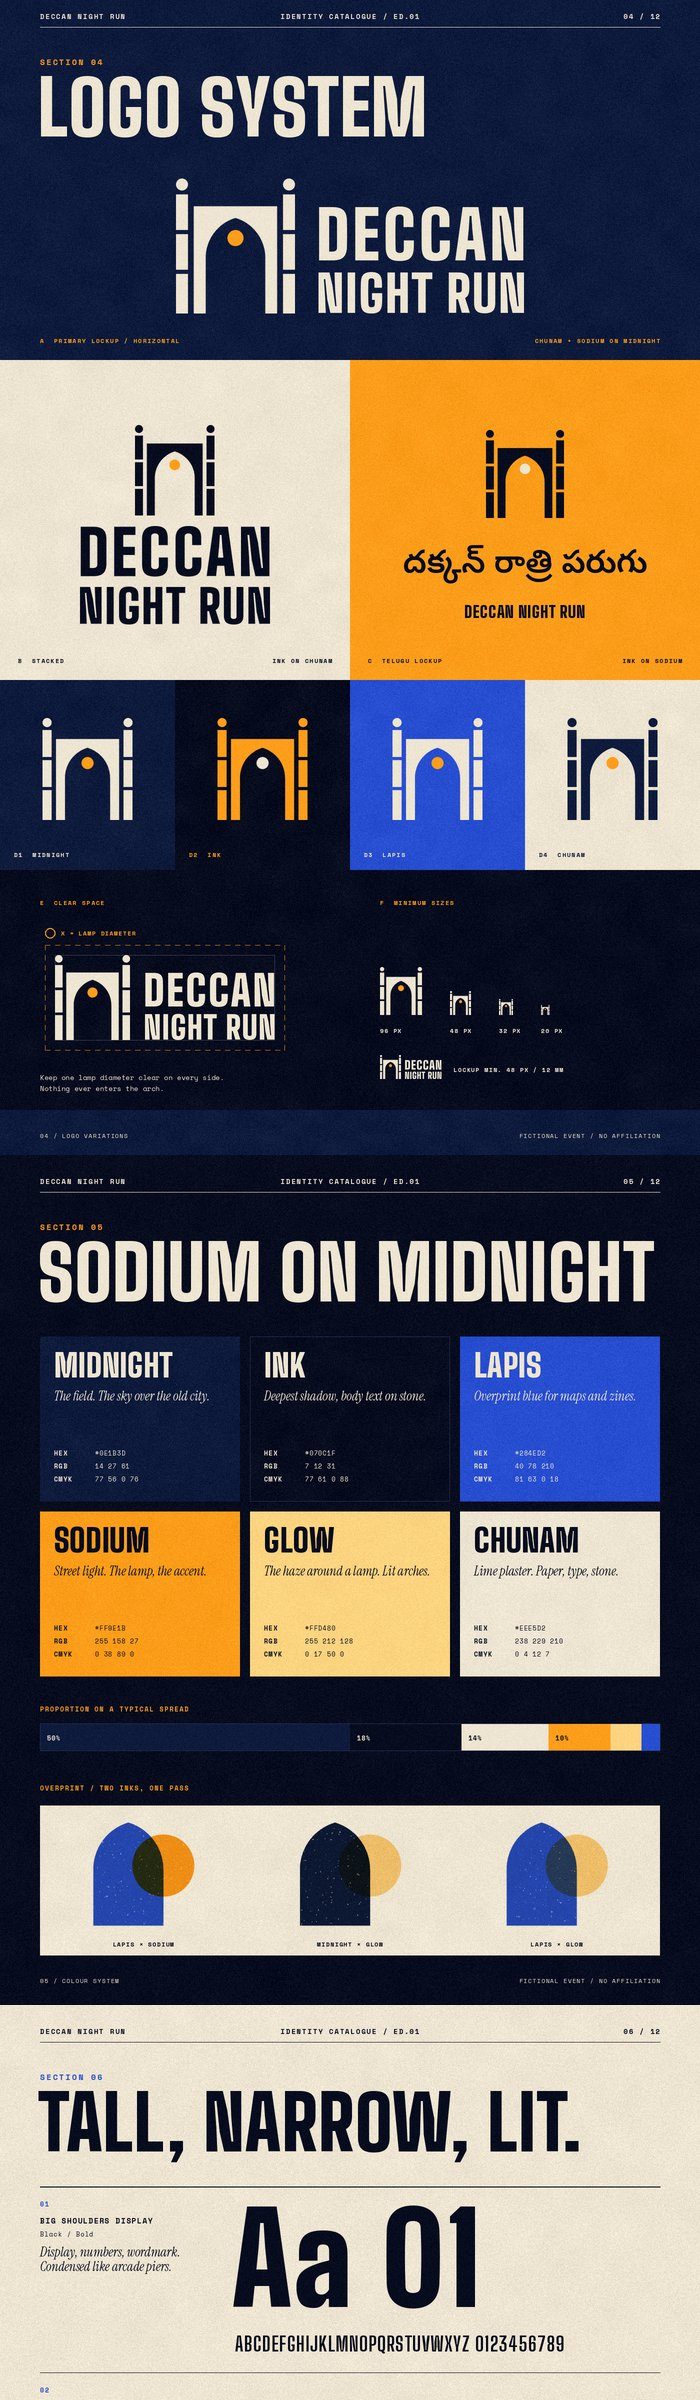 DECCAN NIGHT RUN
IDENTITY CATALOGUE / ED.01
04 / 12
SECTION 04
LOGO SYSTEM
DECCAN
NIGHT RUN
A PRIMARY LOCKUP / HORIZONTAL
CHUNAM + SODIUM ON MIDNIGHT
DECCAN
NIGHT RUN
B STACKED
INK ON CHUNAM
దక్కన్ రాత్రి పరుగు
DECCAN NIGHT RUN
C TELUGU LOCKUP
INK ON SODIUM
D1 MIDNIGHT
D2 INK
D3 LAPIS
D4 CHUNAM
E CLEAR SPACE
X = LAMP DIAMETER
DECCAN
NIGHT RUN
Keep one lamp diameter clear on every side.
Nothing ever enters the arch.
F MINIMUM SIZES
96 PX
48 PX
32 PX
20 PX
DECCAN
NIGHT RUN
LOCKUP MIN. 48 PX / 12 MM
04 / LOGO VARIATIONS
FICTIONAL EVENT / NO AFFILIATION
DECCAN NIGHT RUN
IDENTITY CATALOGUE / ED.01
05 / 12
SECTION 05
SODIUM ON MIDNIGHT
MIDNIGHT
The field. The sky over the old city.
HEX #0E1B3D
RGB 14 27 61
CMYK 77 56 0 76
INK
Deepest shadow, body text on stone.
HEX #070C1F
RGB 7 12 31
CMYK 77 61 0 88
LAPIS
Overprint blue for maps and zines.
HEX #284ED2
RGB 40 78 210
CMYK 81 63 0 18
SODIUM
Street light. The lamp, the accent.
HEX #FF9E1B
RGB 255 158 27
CMYK 0 38 89 0
GLOW
The haze around a lamp. Lit arches.
HEX #FFD480
RGB 255 212 128
CMYK 0 17 50 0
CHUNAM
Lime plaster. Paper, type, stone.
HEX #EEE5D2
RGB 238 229 210
CMYK 0 4 12 7
PROPORTION ON A TYPICAL SPREAD
50%
18%
14%
10%
OVERPRINT / TWO INKS, ONE PASS
LAPIS × SODIUM
MIDNIGHT × GLOW
LAPIS × GLOW
05 / COLOUR SYSTEM
FICTIONAL EVENT / NO AFFILIATION
DECCAN NIGHT RUN
IDENTITY CATALOGUE / ED.01
06 / 12
SECTION 06
TALL, NARROW, LIT.
01
BIG SHOULDERS DISPLAY
Black / Bold
Display, numbers, wordmark.
Condensed like arcade piers.
Aa 01
ABCDEFGHIJKLMNOPQRSTUVWXYZ 0123456789
02